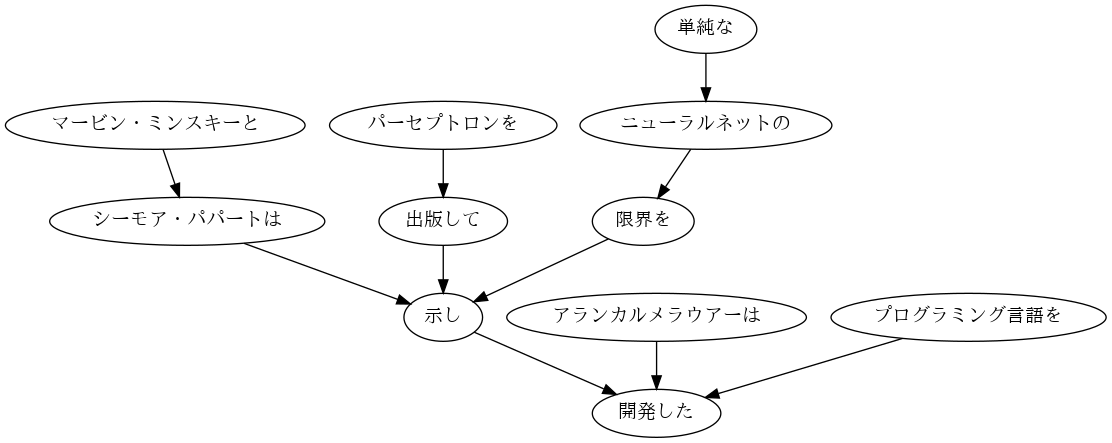 単純な
マービン・ミンスキーと
パーセプトロンを
ニューラルネットの
シーモア・パパートは
出版して
限界を
示し
アランカルメラウアーは
プログラミング言語を
開発した